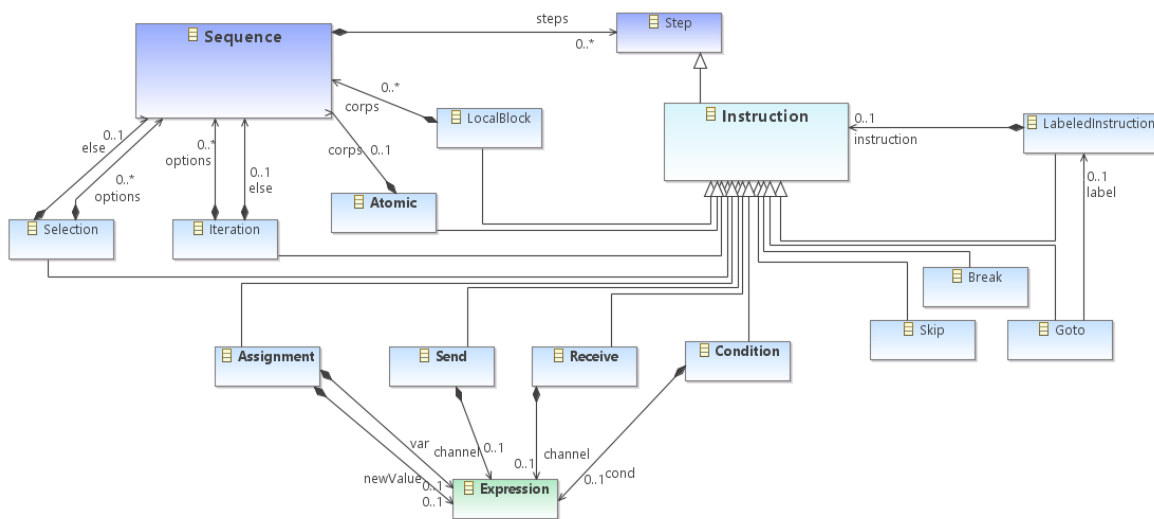 steps
Step
Sequence
0..*
0..*
corps
LocalBlock
Instruction
0..1
instruction
LabeledInstruction
0..1
else
0..*
options
0..1
else
corps
0..1
0..1
label
0..*
options
Atomic
Selection
Iteration
Break
Skip
Goto
Assignment
Send
Receive
Condition
var
channel
0..1
channel
0..1
0..1
cond
newValue
0..1
0..1
Expression